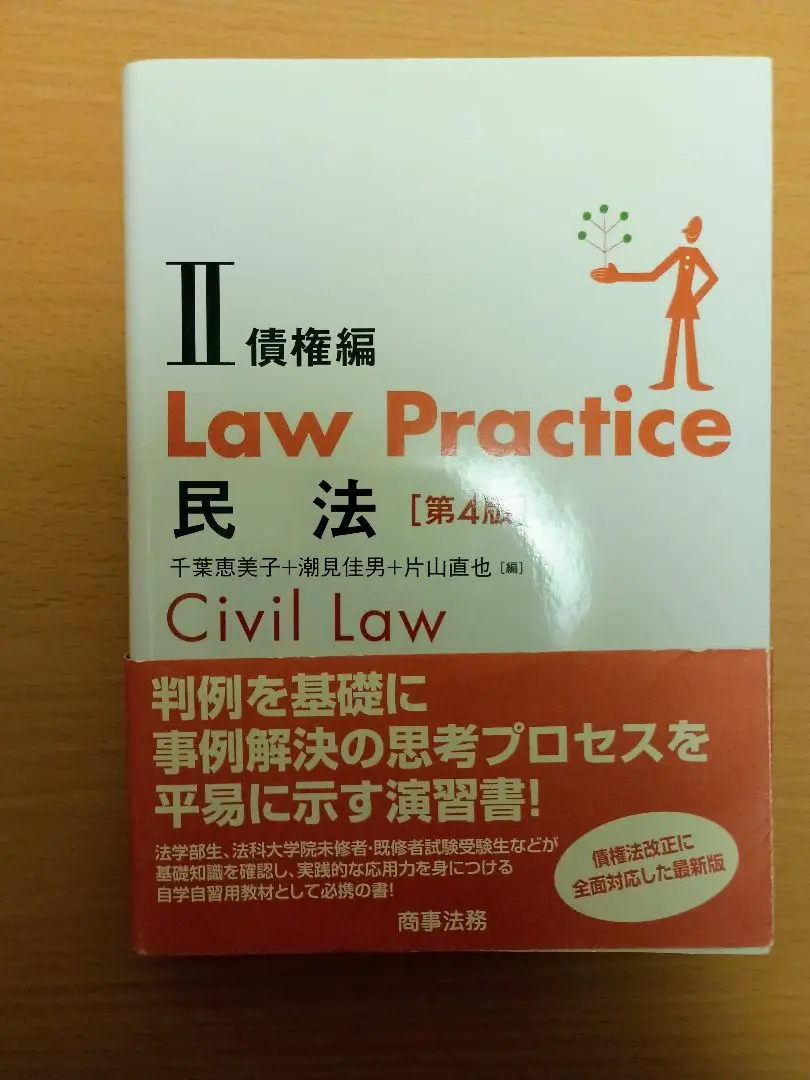 II 債権編
Law Practice
民 法 [第4版]
千葉恵美子+潮見佳男+片山直也[編]
Civil Law
判例を基礎に
事例解決の思考プロセスを
平易に示す演習書!
法学部生、法科大学院未修者・既修者試験受験生などが
基礎知識を確認し、実践的な応用力を身につける
自学自習用教材として必携の書!
債権法改正に
全面対応した最新版
商事法務